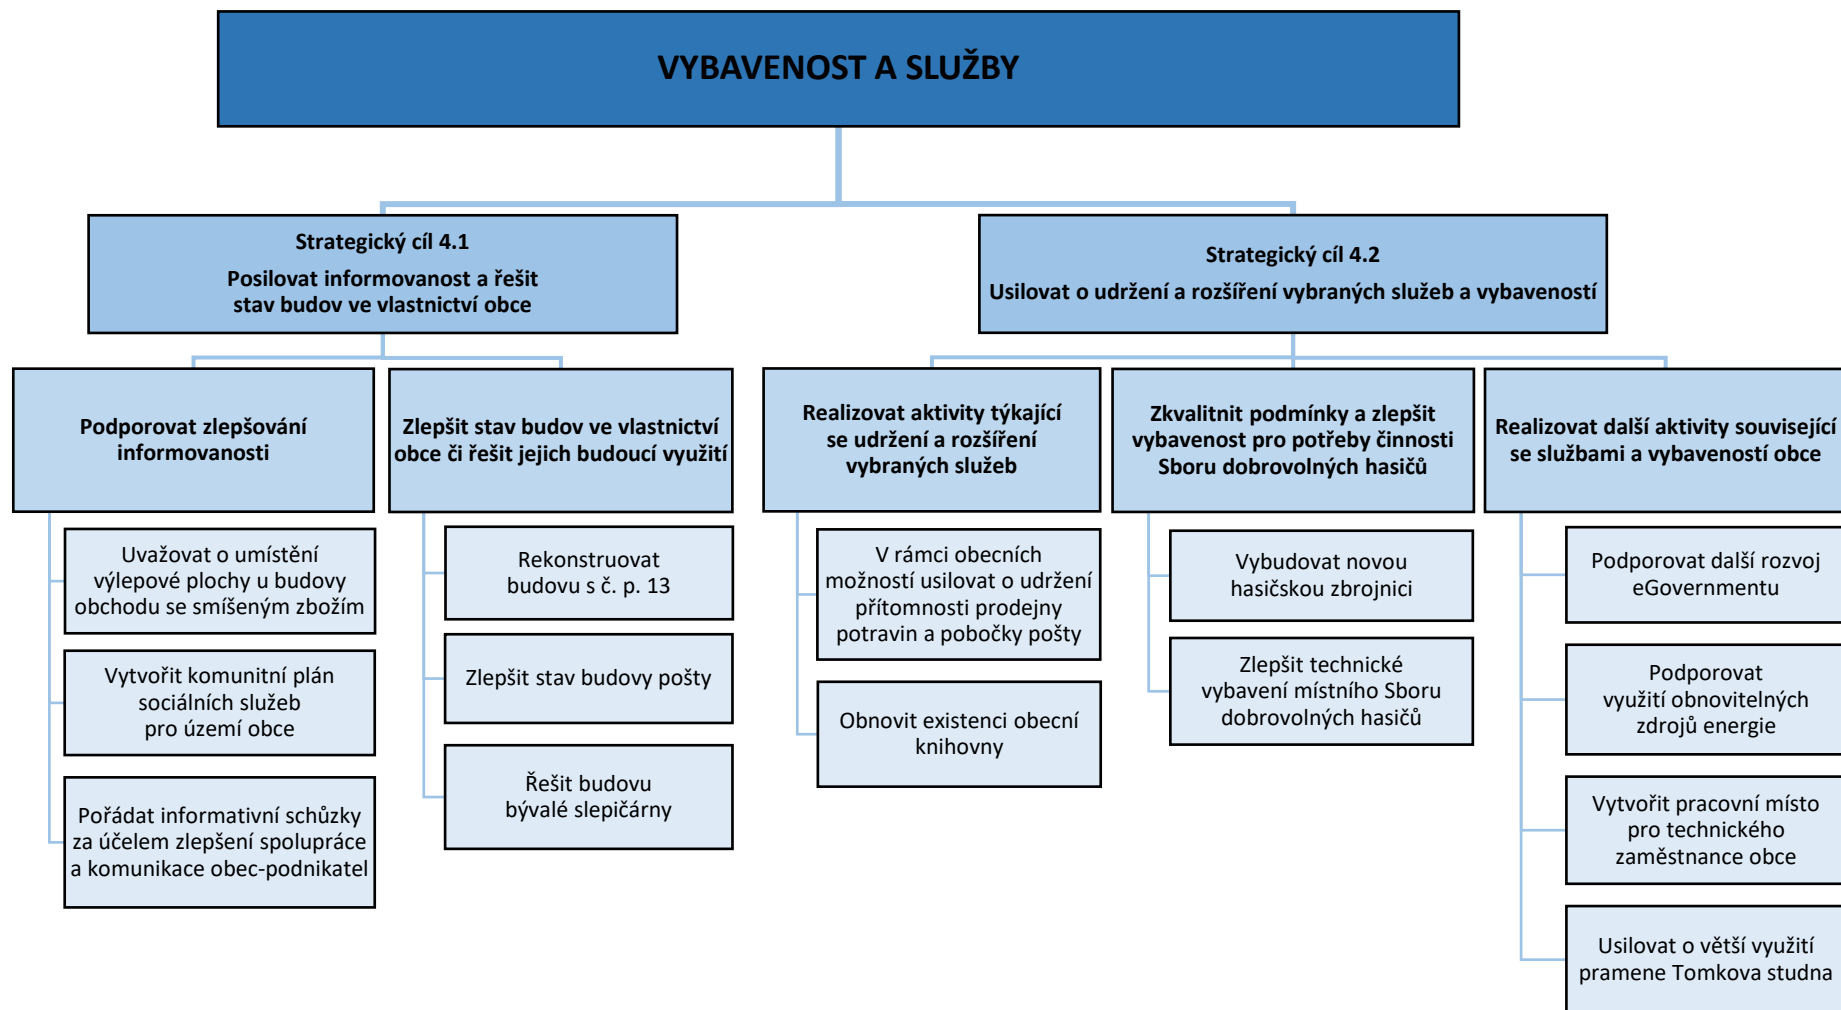 VYBAVENOST A SLUŽBY
Strategický cíl 4.1
Posilovat informovanost a řešit
stav budov ve vlastnictví obce
Strategický cíl 4.2
Usilovat o udržení a rozšíření vybraných služeb a vybaveností
Podporovat zlepšování
informovanosti
Uvažovat o umístění
výlepové plochy u budovy
obchodu se smíšeným zbožím
Vytvořit komunitní plán
sociálních služeb
pro území obce
Pořádat informativní schůzky
za účelem zlepšení spolupráce
a komunikace obec-podnikatel
Zlepšit stav budov ve vlastnictví
obce či řešit jejich budoucí využití
Rekonstruovat
budovu s č. p. 13
Zlepšit stav budovy pošty
Řešit budovu
bývalé slepičárny
Realizovat aktivity týkající
se udržení a rozšíření
vybraných služeb
V rámci obecních
možností usilovat o udržení
přítomnosti prodejny
potravin a pobočky pošty
Obnovit existenci obecní
knihovny
Zkvalitnit podmínky a zlepšit
vybavenost pro potřeby činnosti
Sboru dobrovolných hasičů
Vybudovat novou
hasičskou zbrojnici
Zlepšit technické
vybavení místního Sboru
dobrovolných hasičů
Realizovat další aktivity související
se službami a vybaveností obce
Podporovat další rozvoj
eGovernmentu
Podporovat
využití obnovitelných
zdrojů energie
Vytvořit pracovní místo
pro technického
zaměstnance obce
Usilovat o větší využití
pramene Tomkova studna